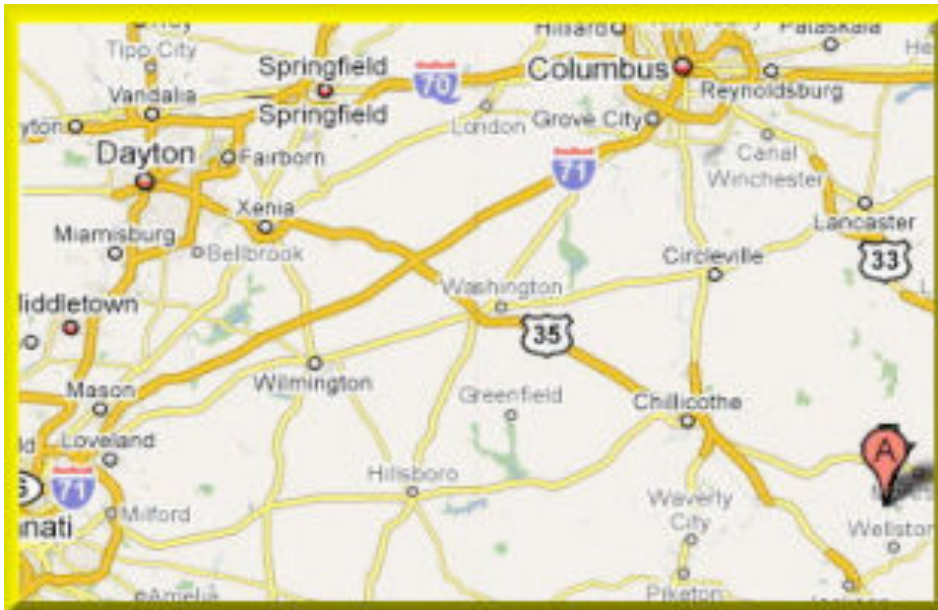 Tipp City
Hilliard
Pataskala
Springfield
70
Columbus
Vandalia
Springfield
London
Reynoldsburg
Grove City
Dayton
Fairborn
71
Canal
Winchester
Xenia
Lancaster
Miamisburg
Bellbrook
Circleville
33
Washington
iddletown
35
Mason
Wilmington
Greenfield
Chillicothe
Loveland
A
71
Hillsboro
Waverly
City
nnati
Milford
Wellston
Piketon
Amelia